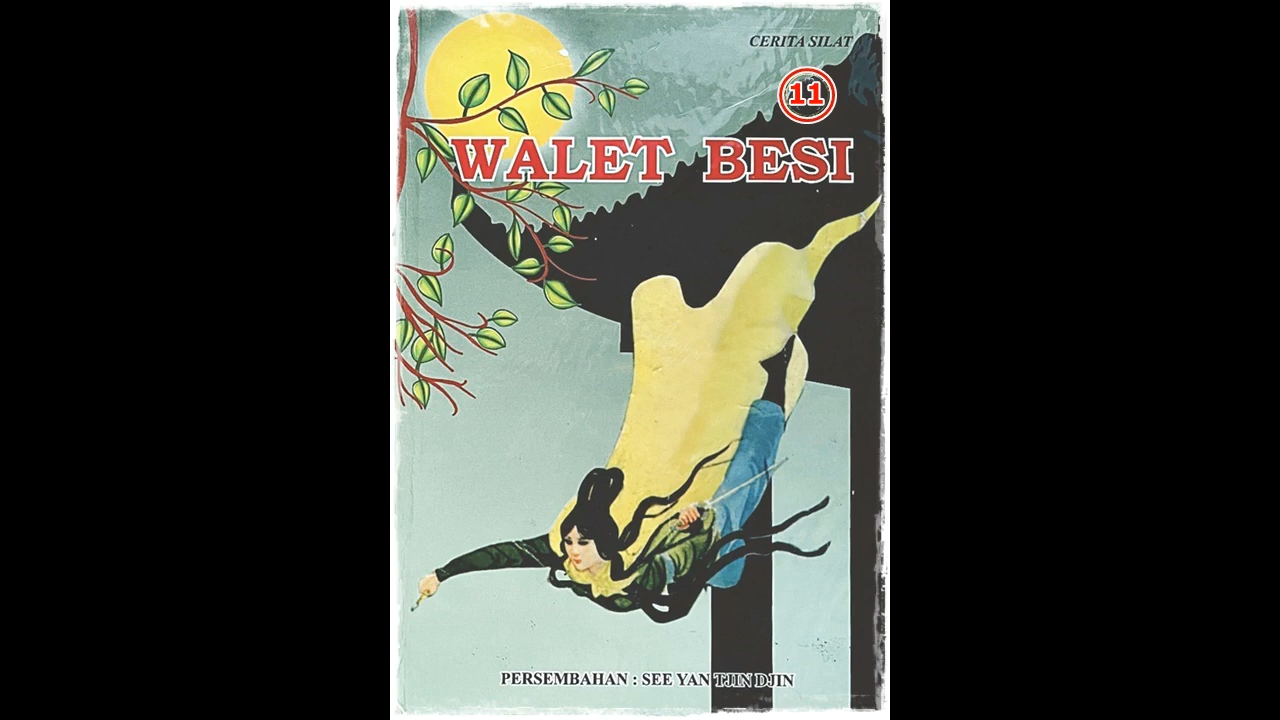 CERITA SILAT
11
WALET BESI
PERSEMBAHAN : SEE YAN TJIN DJIN